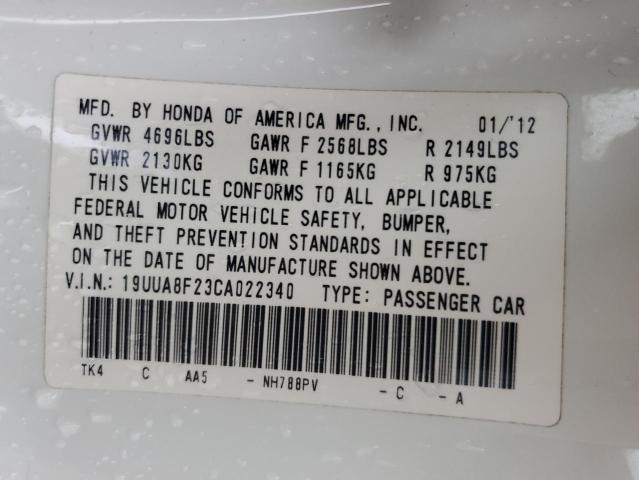 MFD. BY HONDA OF AMERICA MFG., INC. 01/'12
GVWR 4696LBS GAWR F 2568LBS R 2149LBS
GVWR 2130KG GAWR F 1165KG R 975KG
THIS VEHICLE CONFORMS TO ALL APPLICABLE
FEDERAL MOTOR VEHICLE SAFETY, BUMPER,
AND THEFT PREVENTION STANDARDS IN EFFECT
ON THE DATE OF MANUFACTURE SHOWN ABOVE.
V.I.N.: 19UUA8F23CA022340 TYPE: PASSENGER CAR
TK4 C AA5 - NH788PV - C - A